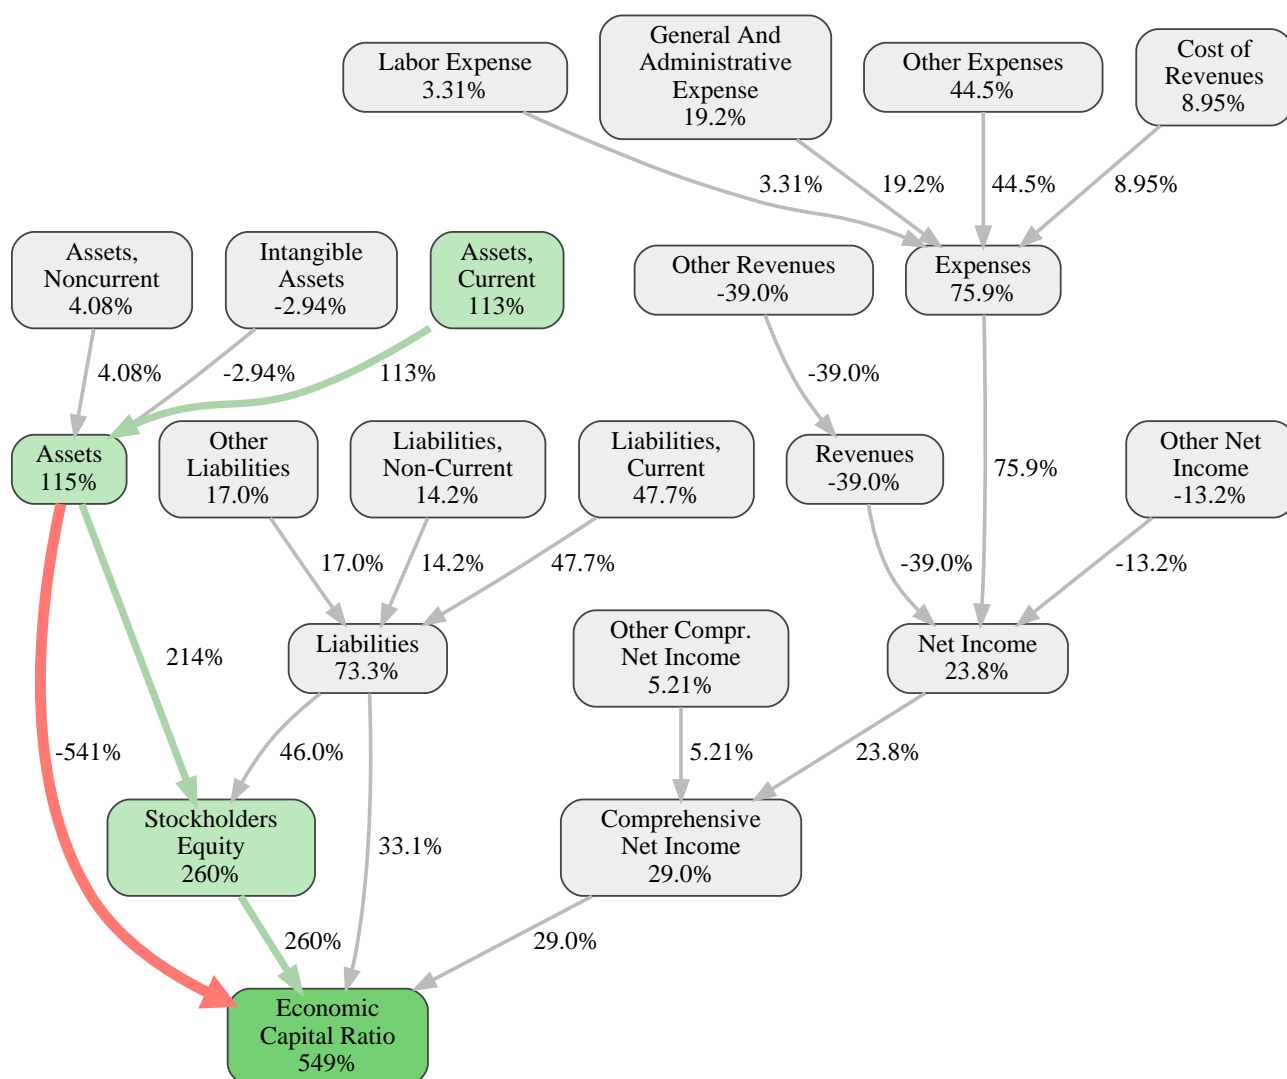 Labor Expense
3.31%
General And
Administrative
Expense
19.2%
Other Expenses
44.5%
Cost of
Revenues
8.95%
3.31%
19.2%
44.5%
8.95%
Assets,
Noncurrent
4.08%
Intangible
Assets
-2.94%
Assets,
Current
113%
Other Revenues
-39.0%
Expenses
75.9%
4.08%
-2.94%
113%
-39.0%
Assets
115%
Other
Liabilities
17.0%
Liabilities,
Non-Current
14.2%
Liabilities,
Current
47.7%
Revenues
-39.0%
75.9%
Other Net
Income
-13.2%
17.0%
14.2%
47.7%
-39.0%
-13.2%
214%
Liabilities
73.3%
Other Compr.
Net Income
5.21%
Net Income
23.8%
-541%
46.0%
5.21%
23.8%
Stockholders
Equity
260%
33.1%
Comprehensive
Net Income
29.0%
260%
29.0%
Economic
Capital Ratio
549%